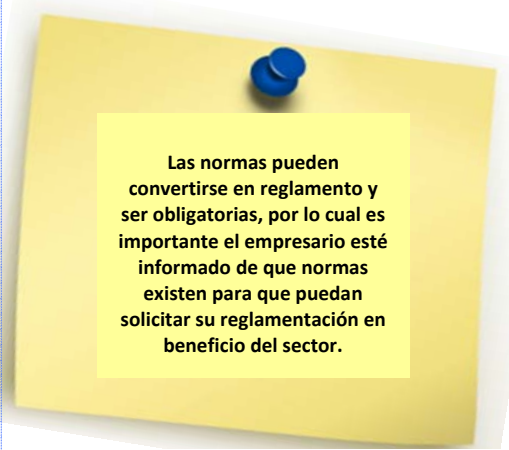 Las normas pueden
convertirse en reglamento y
ser obligatorias, por lo cual es
importante el empresario esté
informado de que normas
existen para que puedan
solicitar su reglamentación en
beneficio del sector.